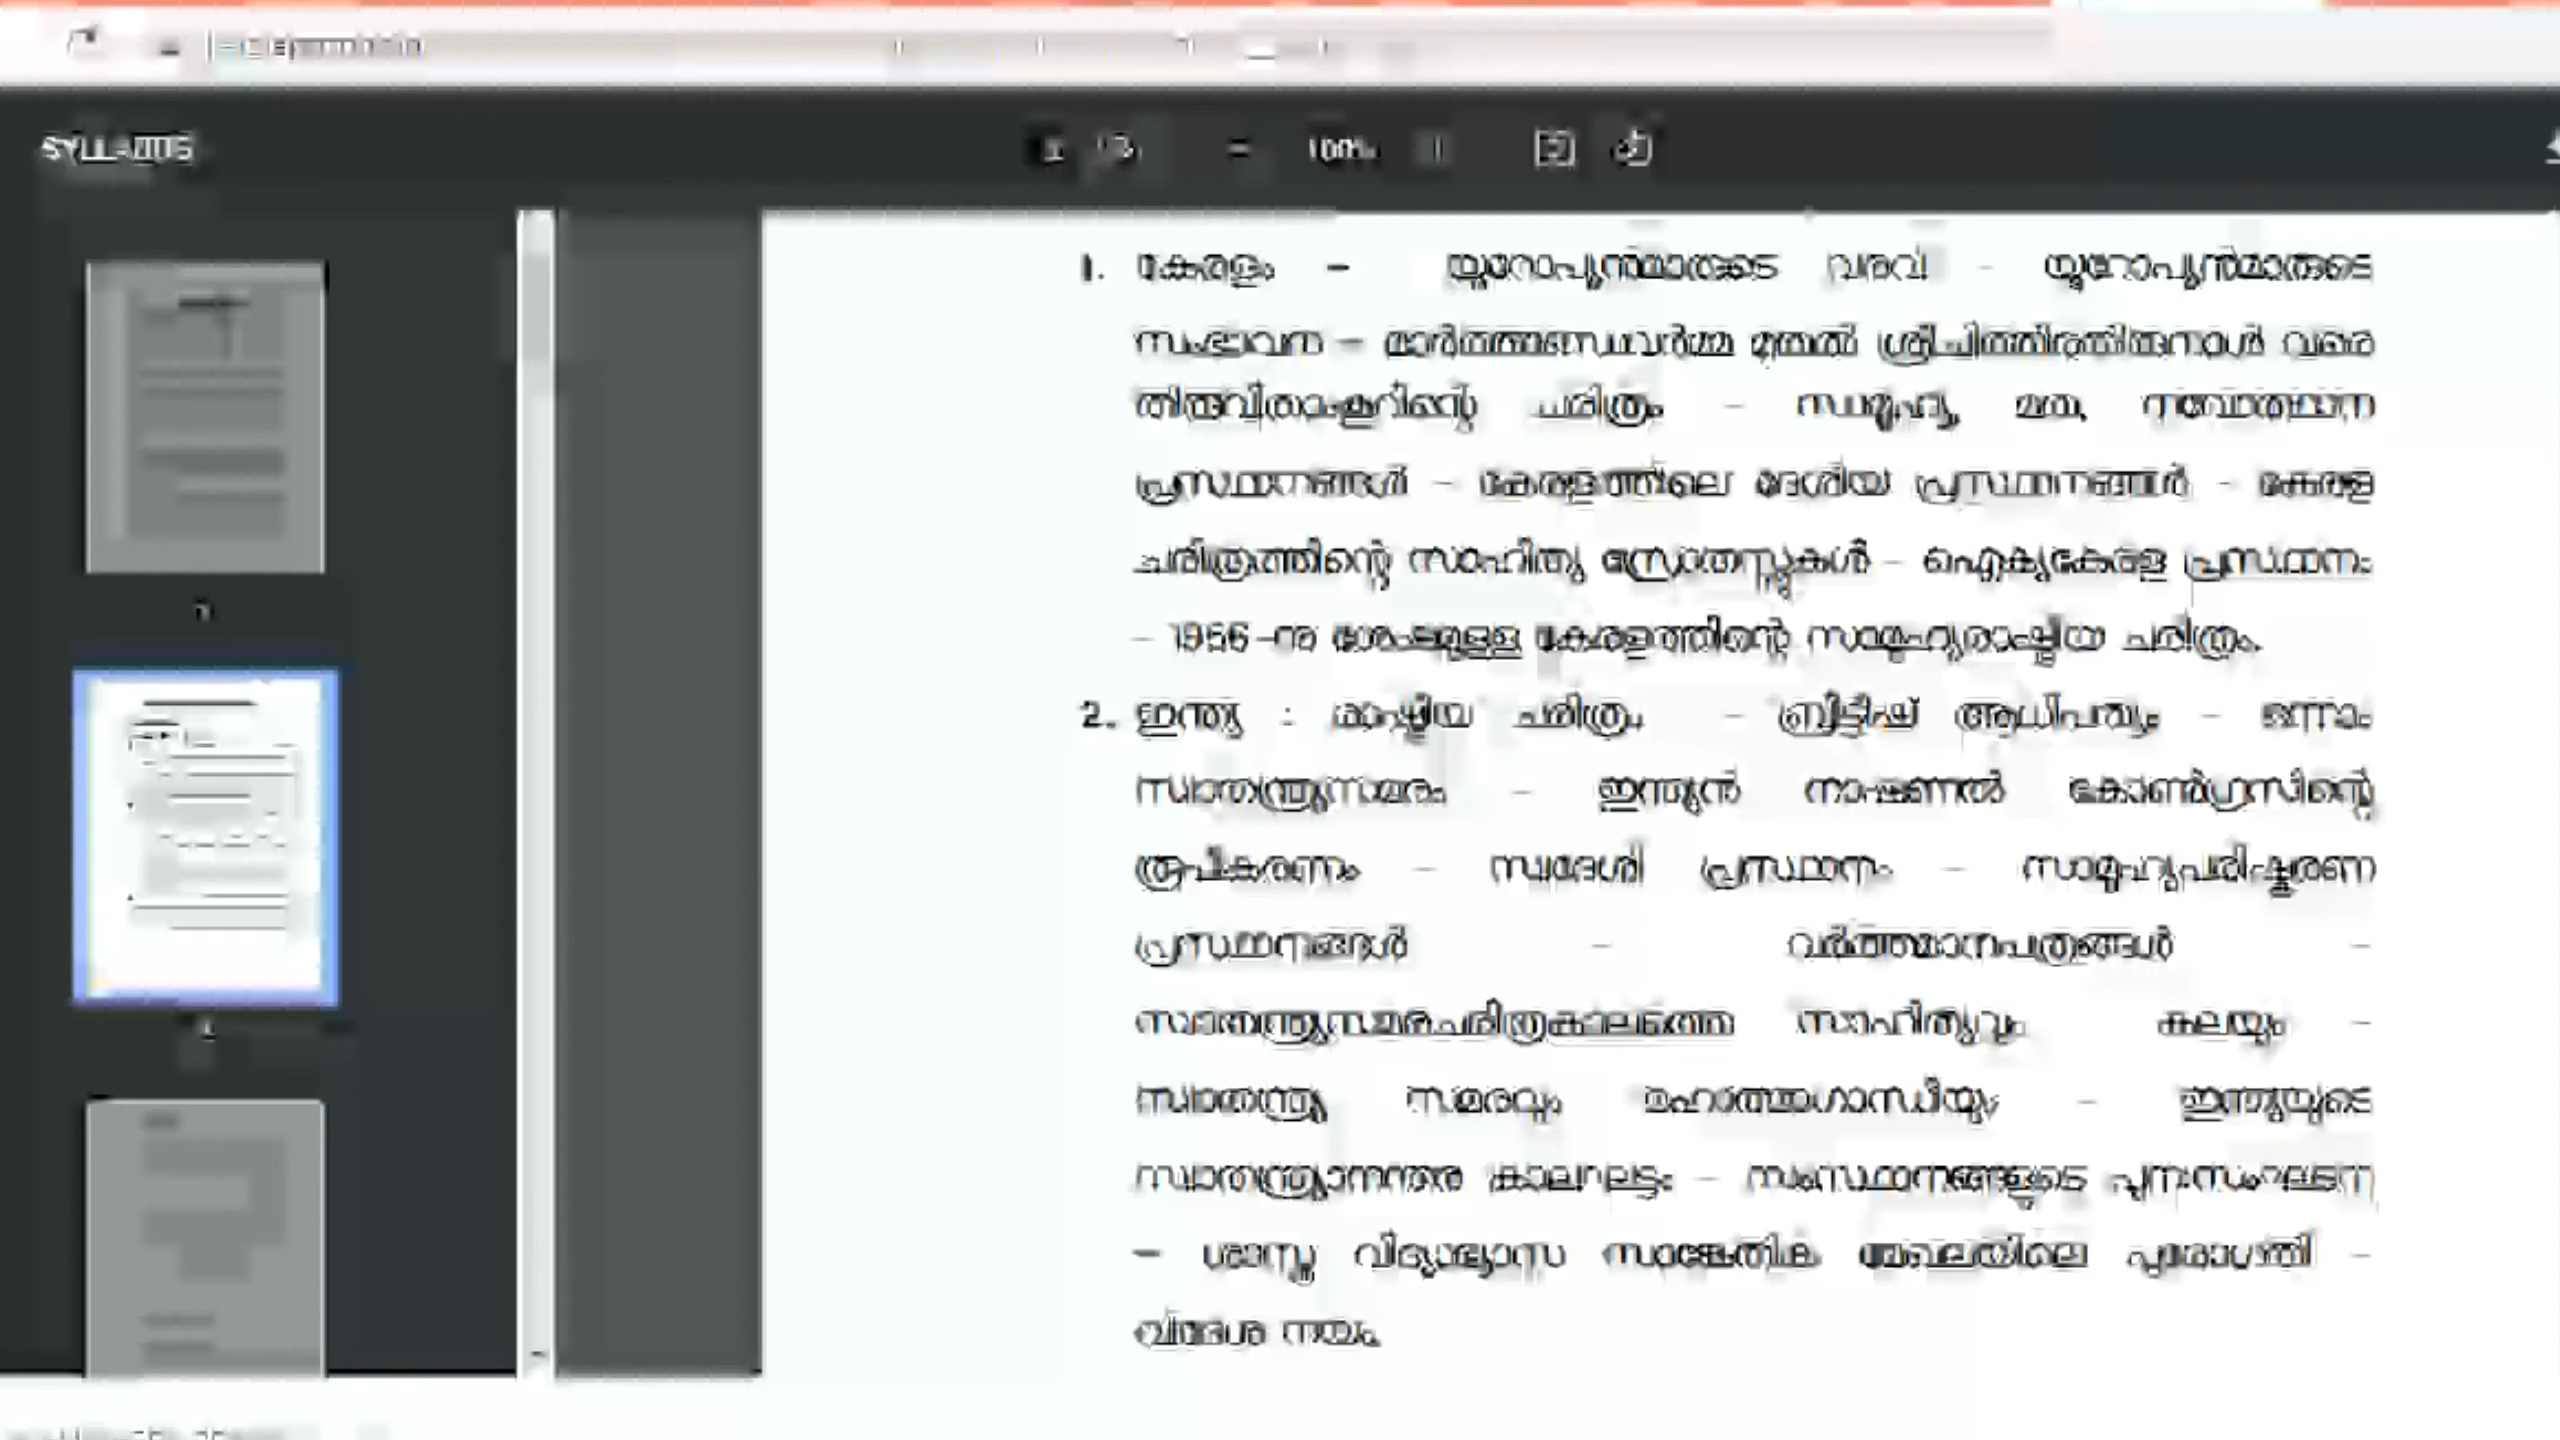 SYLLABUS
100%
1. കേരളം – യൂറോപ്യൻമാരുടെ വരവ് - യൂറോപ്യൻമാരുടെ
സംഭാവന – മാർത്താണ്ഡവർമ്മ മുതൽ ശ്രീചിത്തിരതിരുനാൾ വരെ
തിരുവിതാംകൂറിന്റെ ചരിത്രം - സാമൂഹ്യ, മത, നവോത്ഥാന
പ്രസ്ഥാനങ്ങൾ - കേരളത്തിലെ ദേശീയ പ്രസ്ഥാനങ്ങൾ - കേരള
ചരിത്രത്തിന്റെ സാഹിത്യ സ്രോതസ്സുകൾ - ഐക്യകേരള പ്രസ്ഥാനം
- 1956 -നു ശേഷമുള്ള കേരളത്തിന്റെ സാമൂഹ്യരാഷ്ട്രീയ ചരിത്രം.
2. ഇന്ത്യ : രാഷ്ട്രീയ ചരിത്രം - ബ്രിട്ടീഷ് ആധിപത്യം - ഒന്നാം
സ്വാതന്ത്ര്യസമരം - ഇന്ത്യൻ നാഷണൽ കോൺഗ്രസിന്റെ
രൂപീകരണം - സ്വദേശി പ്രസ്ഥാനം - സാമൂഹ്യപരിഷ്ക്കരണ
പ്രസ്ഥാനങ്ങൾ - വർത്തമാനപത്രങ്ങൾ -
സ്വാതന്ത്ര്യസമരചരിത്രകാലത്തെ സാഹിത്യവും കലയും -
സ്വാതന്ത്ര്യ സമരവും മഹാത്മാഗാന്ധിയും - ഇന്ത്യയുടെ
സ്വാതന്ത്ര്യാനന്തര കാലഘട്ടം - സംസ്ഥാനങ്ങളുടെ പുന:സംഘടന
– ശാസ്ത്ര വിദ്യാഭ്യാസ സാങ്കേതിക മേഖലയിലെ പുരോഗതി -
വിദേശ നയം.